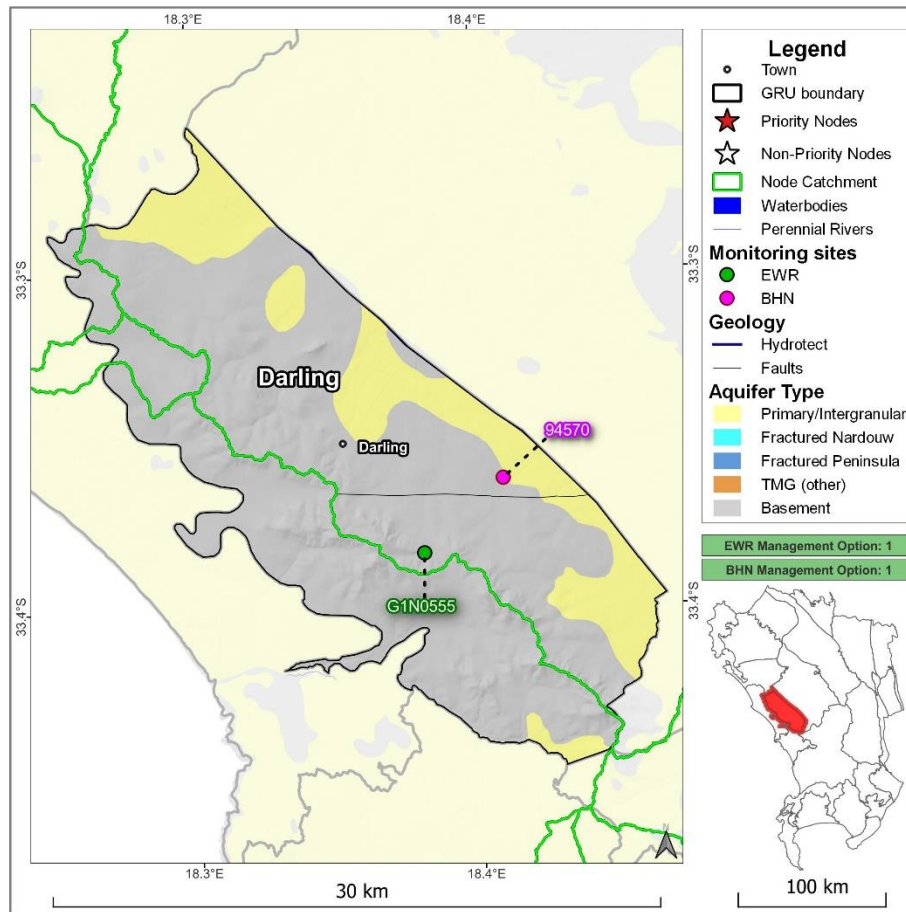 18.3°E
18.4°E
33.3°S
33.3°S
Darling
Darling
94570
G1N0555
33.4°S
33.4°S
N
18.3°E
18.4°E
30 km
Legend
Town
GRU boundary
Priority Nodes
Non-Priority Nodes
Node Catchment
Waterbodies
Perennial Rivers
Monitoring sites
EWR
BHN
Geology
Hydrotect
Faults
Aquifer Type
Primary/Intergranular
Fractured Nardouw
Fractured Peninsula
TMG (other)
Basement
EWR Management Option: 1
BHN Management Option: 1
100 km